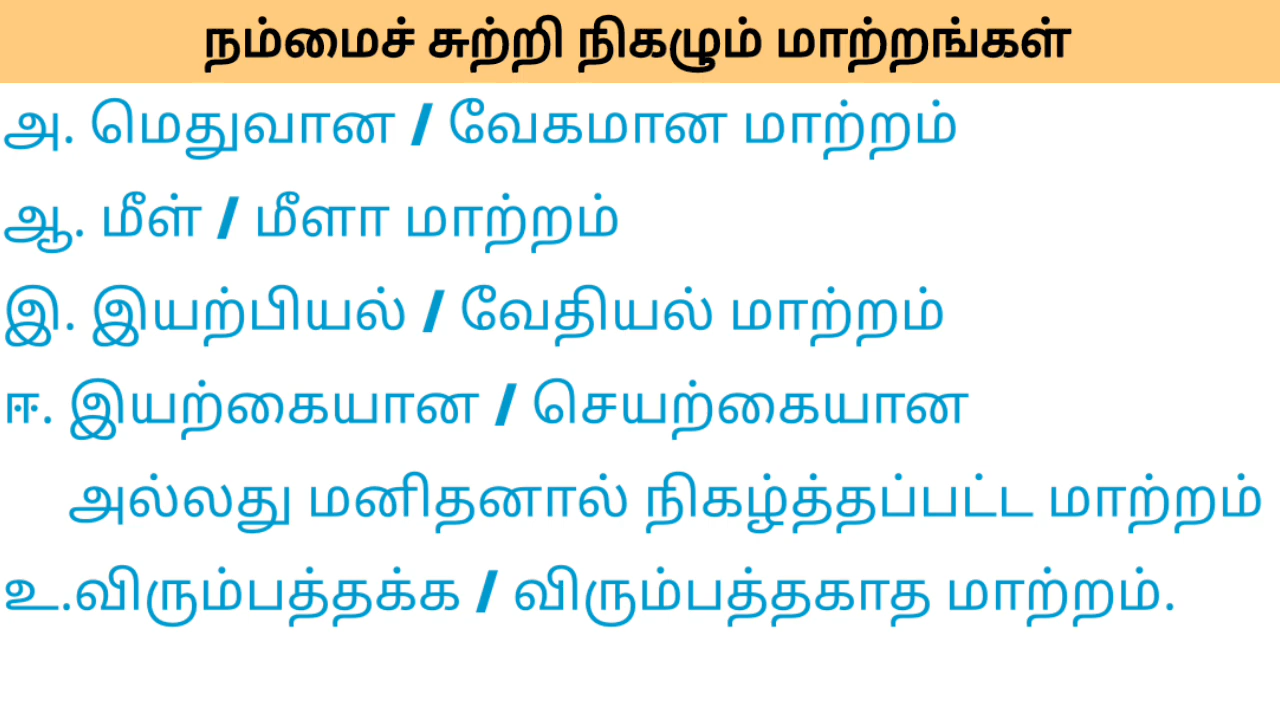 நம்மைச் சுற்றி நிகழும் மாற்றங்கள்
அ. மெதுவான / வேகமான மாற்றம்
ஆ. மீள் / மீளா மாற்றம்
இ. இயற்பியல் / வேதியல் மாற்றம்
ஈ. இயற்கையான / செயற்கையான
அல்லது மனிதனால் நிகழ்த்தப்பட்ட மாற்றம்
உ.விரும்பத்தக்க / விரும்பத்தகாத மாற்றம்.